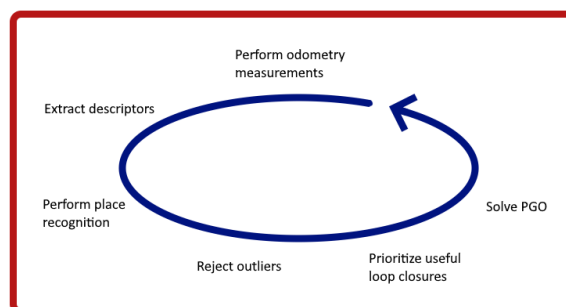 Perform odometry
measurements
Extract descriptors
Perform place
recognition
Reject outliers
Prioritize useful
loop closures
Solve PGO